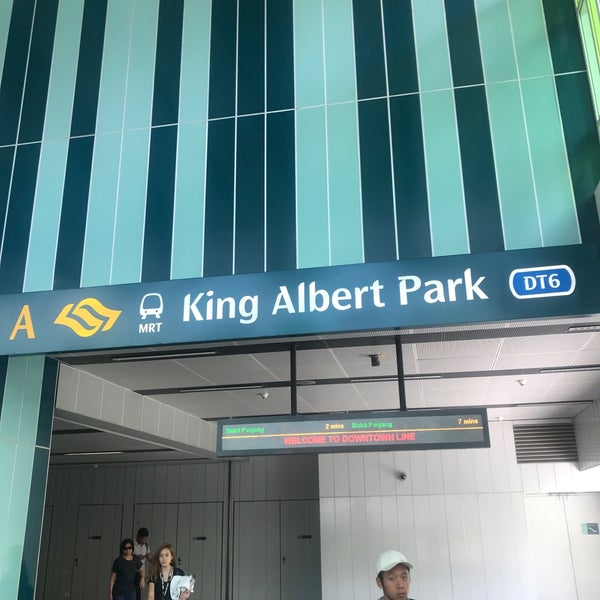 A MRT King Albert Park DT6
Bukit Panjang 2 mins Bukit Panjang 7 mins
WELCOME TO DOWNTOWN LINE